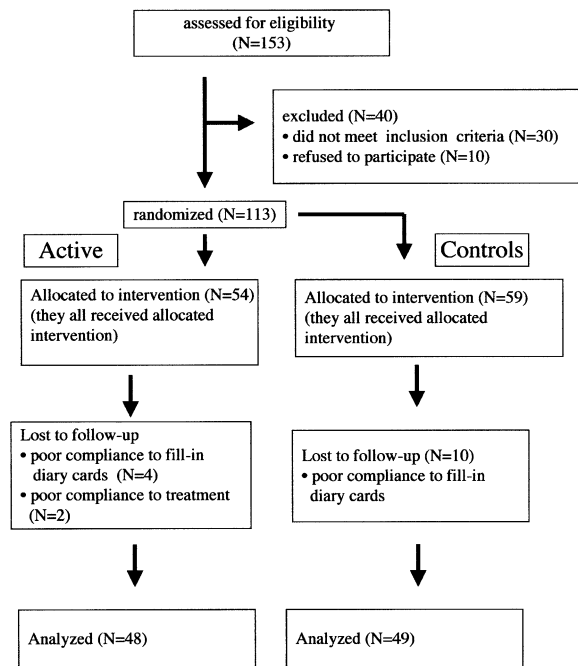 assessed for eligibility
(N=153)
excluded (N=40)
• did not meet inclusion criteria (N=30)
• refused to participate (N=10)
randomized (N=113)
Active
Controls
Allocated to intervention (N=54)
(they all received allocated
intervention)
Allocated to intervention (N=59)
(they all received allocated
intervention)
Lost to follow-up
• poor compliance to fill-in
diary cards (N=4)
• poor compliance to treatment
(N=2)
Lost to follow-up (N=10)
• poor compliance to fill-in
diary cards
Analyzed (N=48)
Analyzed (N=49)